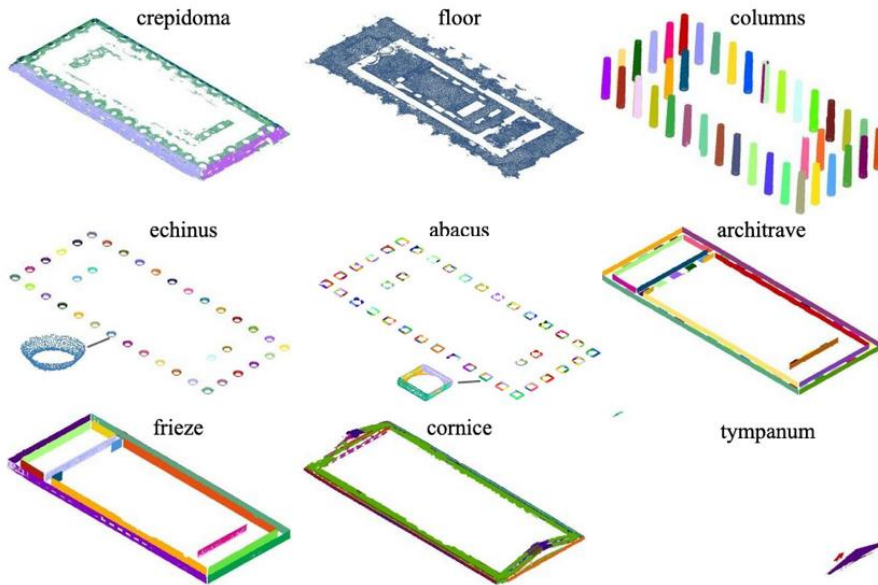 crepidoma
floor
columns
echinus
abacus
architrave
frieze
cornice
tympanum